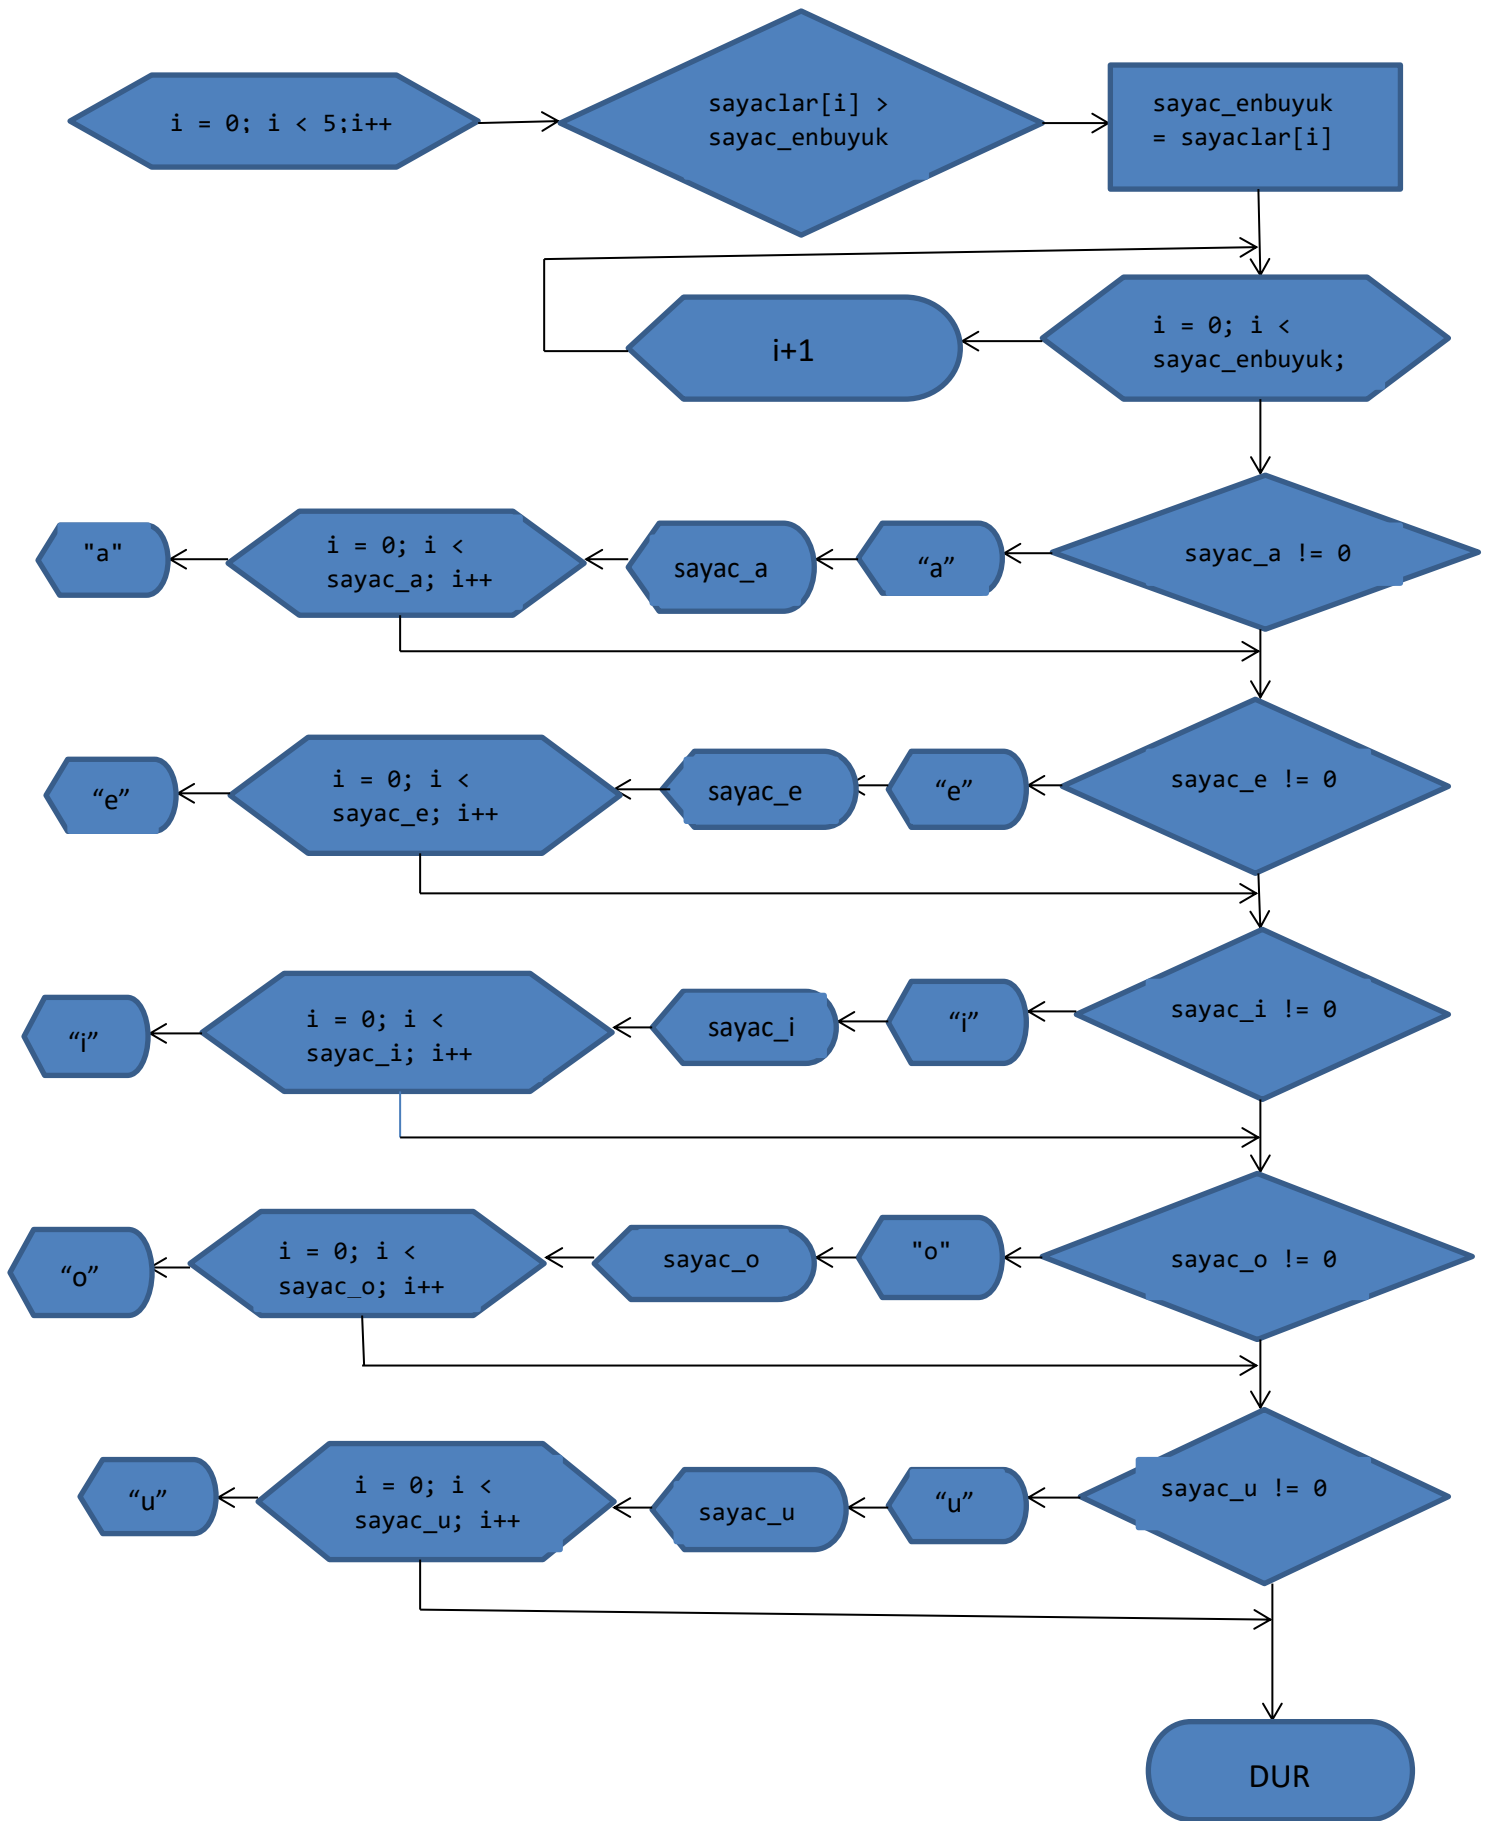 i = 0; i < 5;i++
sayaclar[i] >
sayac_enbuyuk
sayac_enbuyuk
= sayaclar[i]
i+1
i = 0; i <
sayac_enbuyuk;
"a"
i = 0; i <
sayac_a; i++
sayac_a
“a”
sayac_a != 0
“e”
i = 0; i <
sayac_e; i++
sayac_e
“e”
sayac_e != 0
“i”
i = 0; i <
sayac_i; i++
sayac_i
“i”
sayac_i != 0
“o”
i = 0; i <
sayac_o; i++
sayac_o
"o"
sayac_o != 0
“u”
i = 0; i <
sayac_u; i++
sayac_u
“u”
sayac_u != 0
DUR